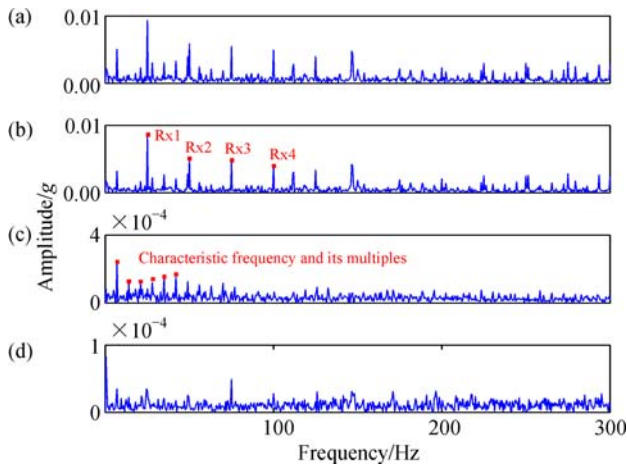 (a)
0.01
0.00
(b)
0.01
Rx1
Rx2
Rx3
Rx4
0.00
Amplitude/g
×10⁻⁴
(c)
4
Characteristic frequency and its multiples
0
×10⁻⁴
(d)
1
0
100
200
300
Frequency/Hz